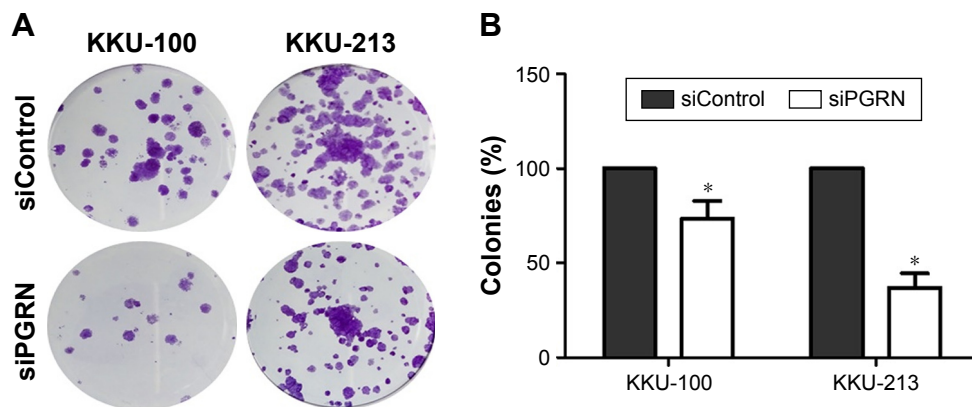 A
KKU-100
KKU-213
siControl
siPGRN
B
Colonies (%)
150
100
50
0
siControl
siPGRN
*
*
KKU-100
KKU-213